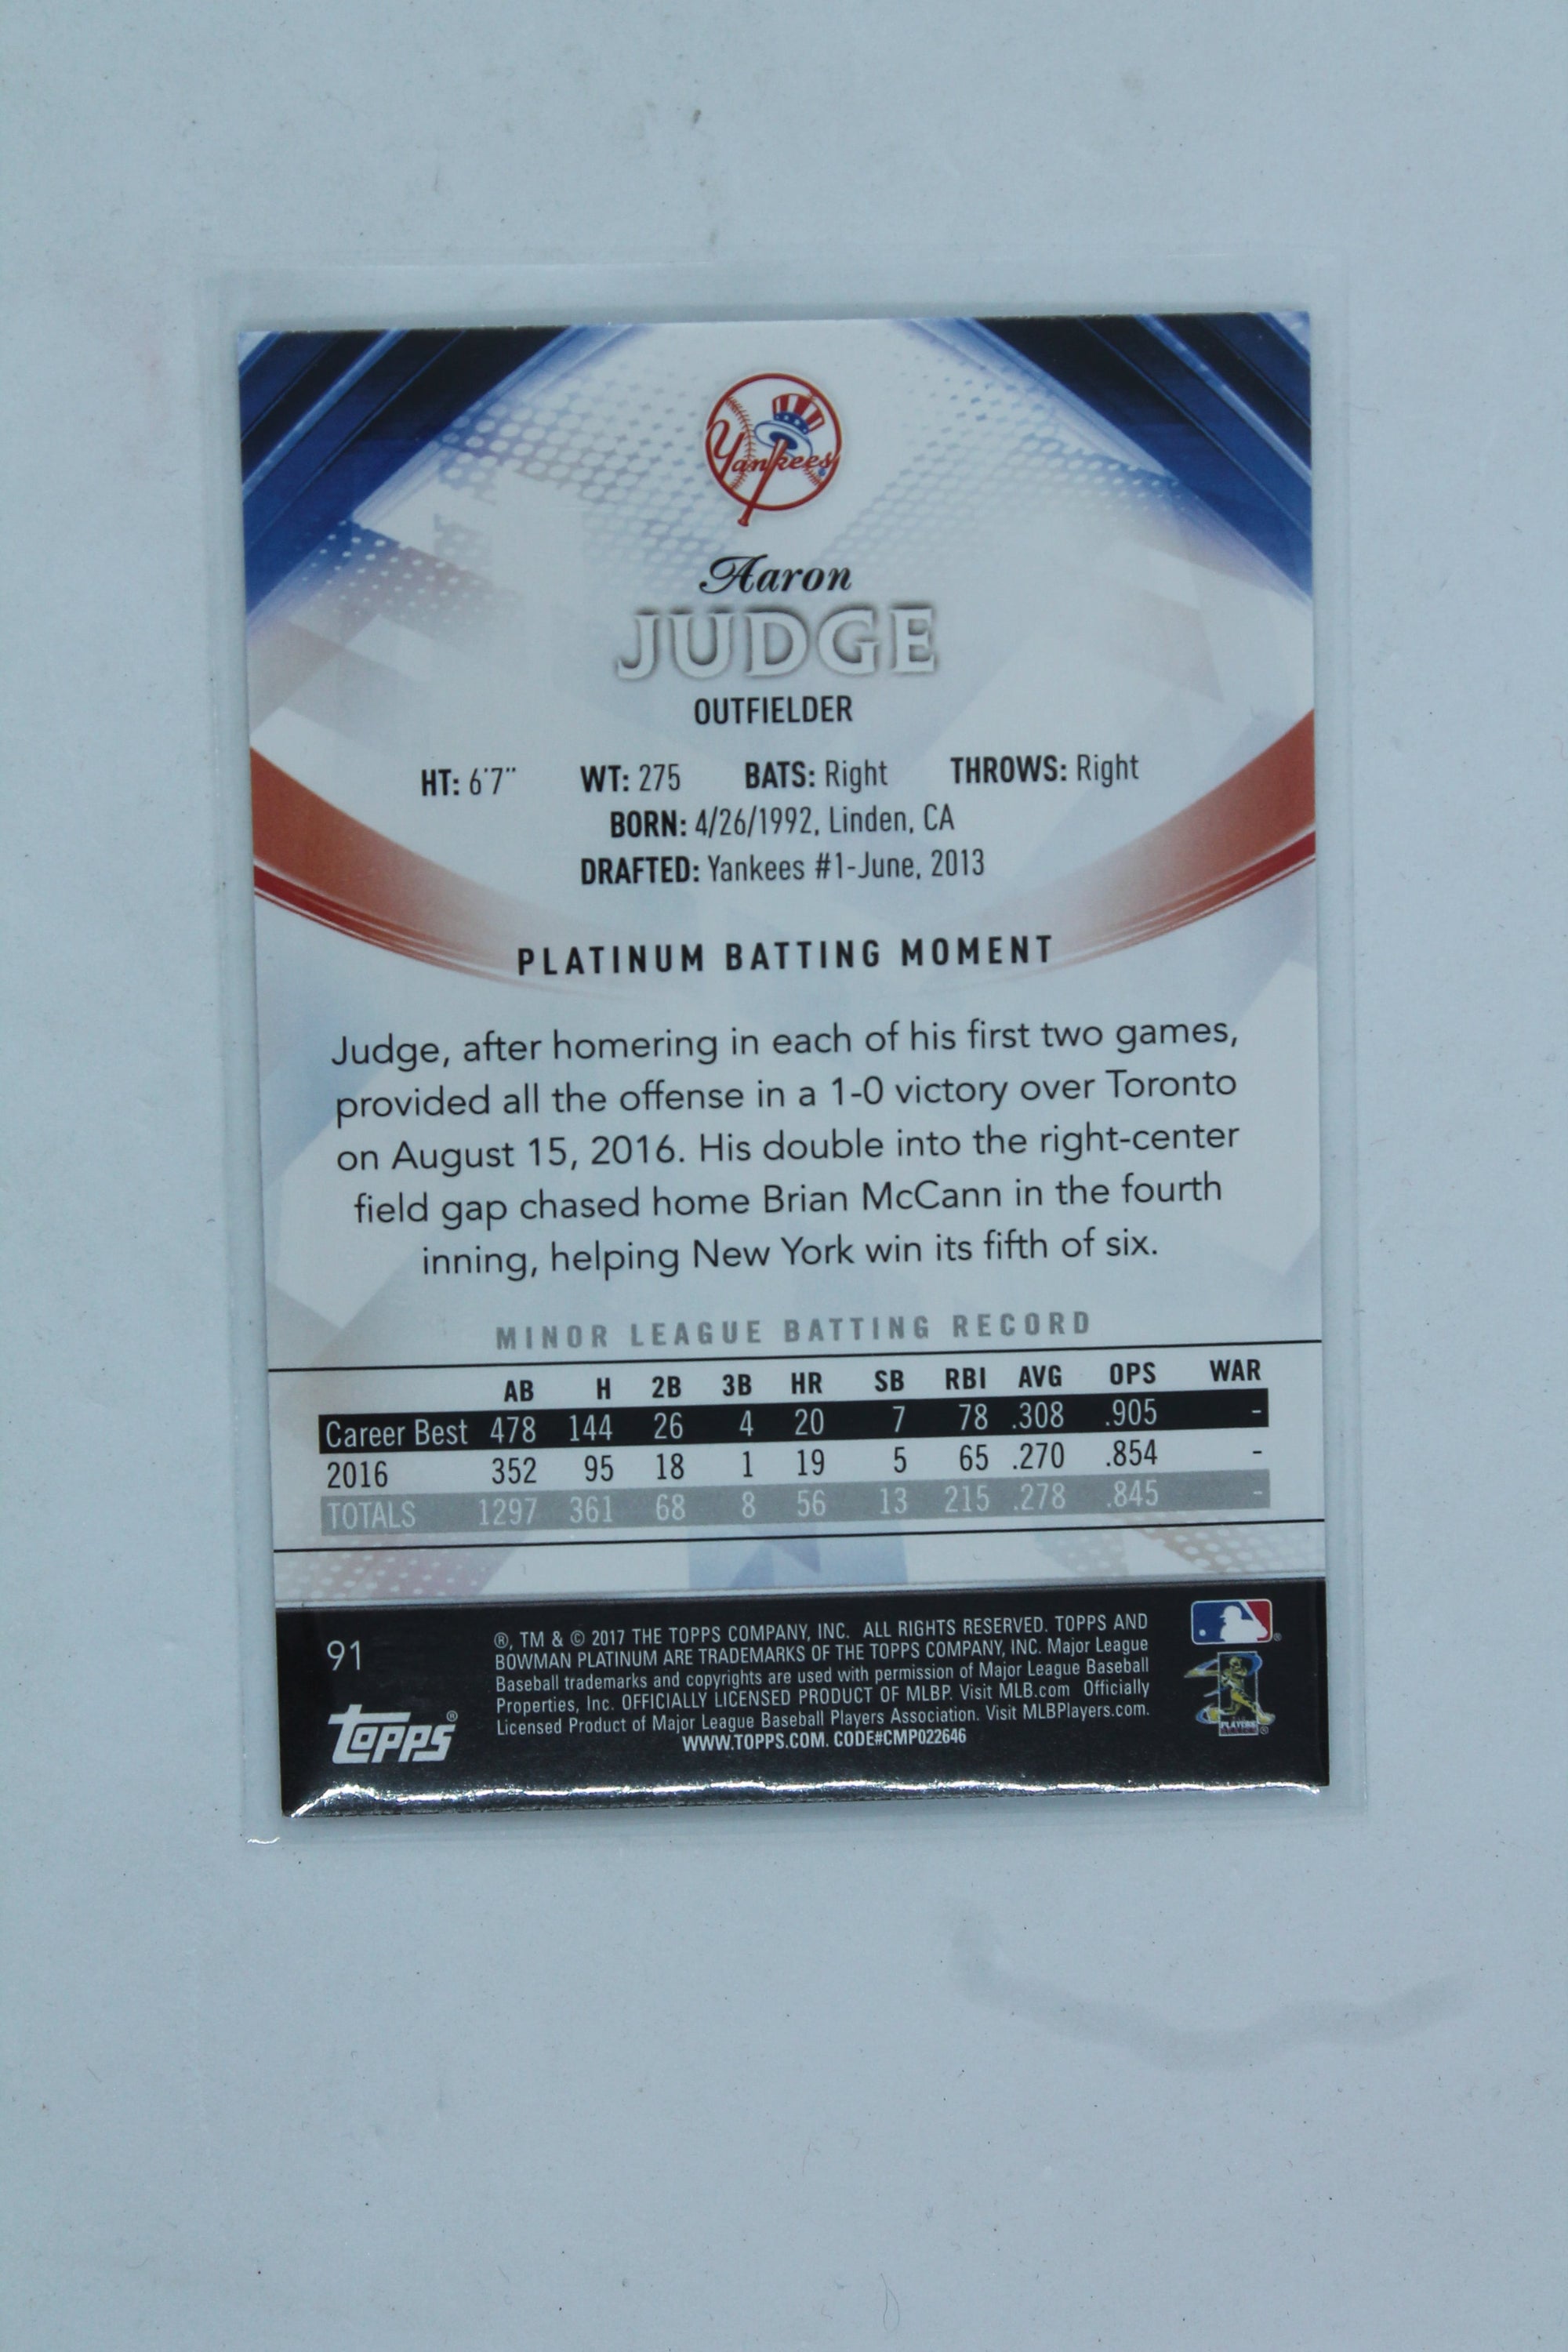 Yankees
Aaron
JUDGE
OUTFIELDER
HT: 6'7" WT: 275 BATS: Right THROWS: Right
BORN: 4/26/1992, Linden, CA
DRAFTED: Yankees #1-June, 2013
PLATINUM BATTING MOMENT
Judge, after homering in each of his first two games,
provided all the offense in a 1-0 victory over Toronto
on August 15, 2016. His double into the right-center
field gap chased home Brian McCann in the fourth
inning, helping New York win its fifth of six.
MINOR LEAGUE BATTING RECORD
AB H 2B 3B HR SB RBI AVG OPS WAR
Career Best 478 144 26 4 20 7 78 .308 .905 -
2016 352 95 18 1 19 5 65 .270 .854 -
TOTALS 1297 361 68 8 56 13 215 .278 .845 -
91
®, TM & © 2017 THE TOPPS COMPANY, INC. ALL RIGHTS RESERVED. TOPPS AND
BOWMAN PLATINUM ARE TRADEMARKS OF THE TOPPS COMPANY, INC. Major League
Baseball trademarks and copyrights are used with permission of Major League Baseball
Properties, Inc. OFFICIALLY LICENSED PRODUCT OF MLBP. Visit MLB.com Officially
Licensed Product of Major League Baseball Players Association. Visit MLBPlayers.com.
WWW.TOPPS.COM. CODE#CMP022646
topps®
PLAYERS